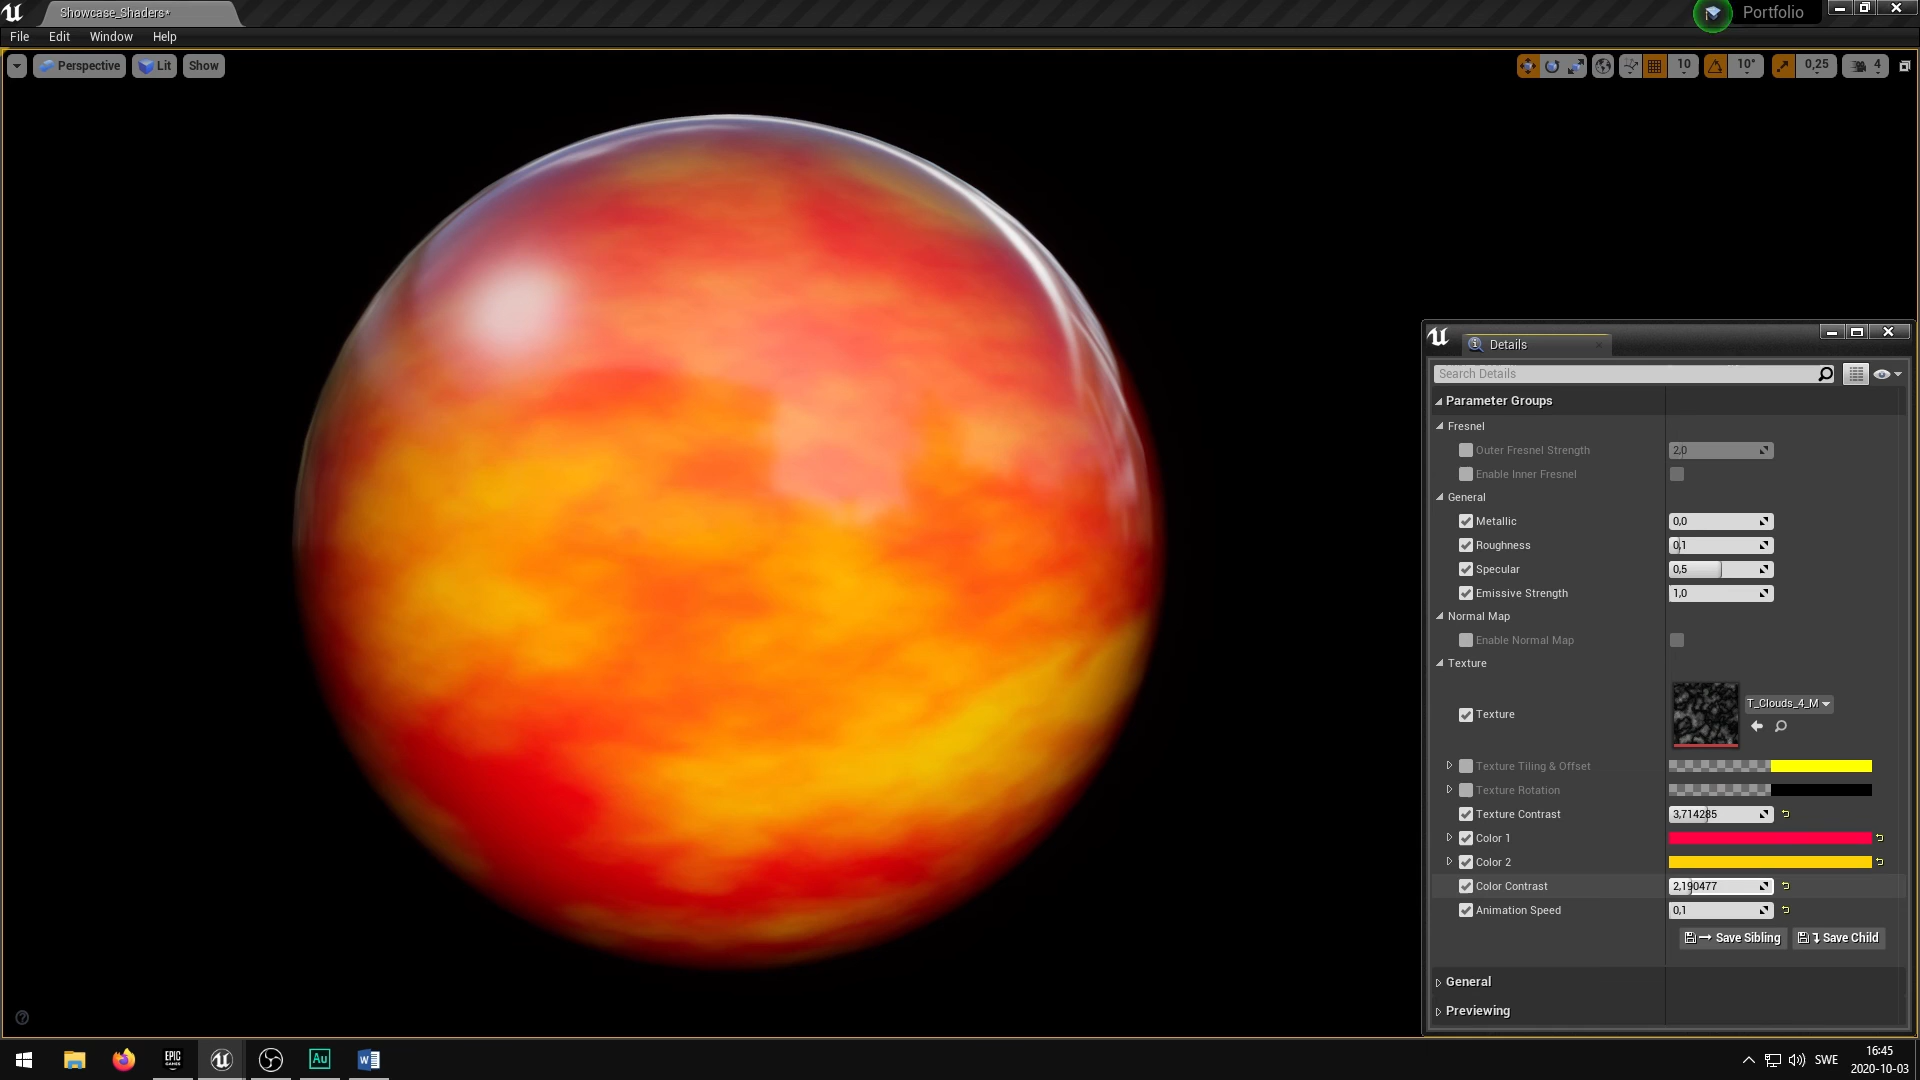 Showcase_Shaders*
Portfolio
File Edit Window Help
Perspective Lit Show
10 10° 0,25 4
Details
Search Details
Parameter Groups
Fresnel
Outer Fresnel Strength 2,0
Enable Inner Fresnel
General
Metallic 0,0
Roughness 0,1
Specular 0,5
Emissive Strength 1,0
Normal Map
Enable Normal Map
Texture
Texture T_Clouds_4_M
Texture Tiling & Offset
Texture Rotation
Texture Contrast 3,714285
Color 1
Color 2
Color Contrast 2,190477
Animation Speed 0,1
Save Sibling Save Child
General
Previewing
EPIC GAMES
Au
W
SWE
16:45
2020-10-03